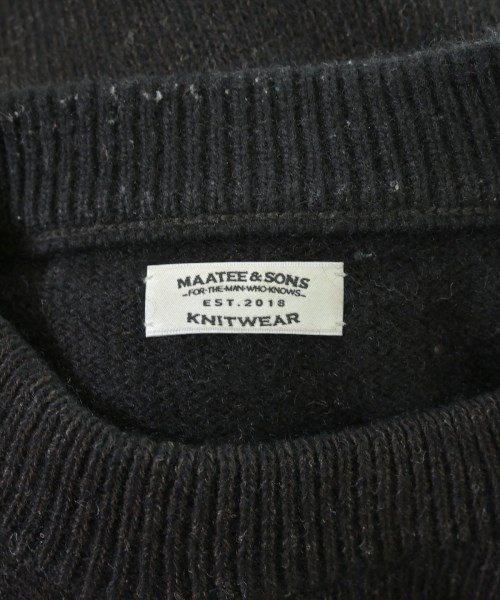 MAATEE & SONS
-FOR·THE·MAN·WHO·KNOWS-
EST. 2018
KNITWEAR